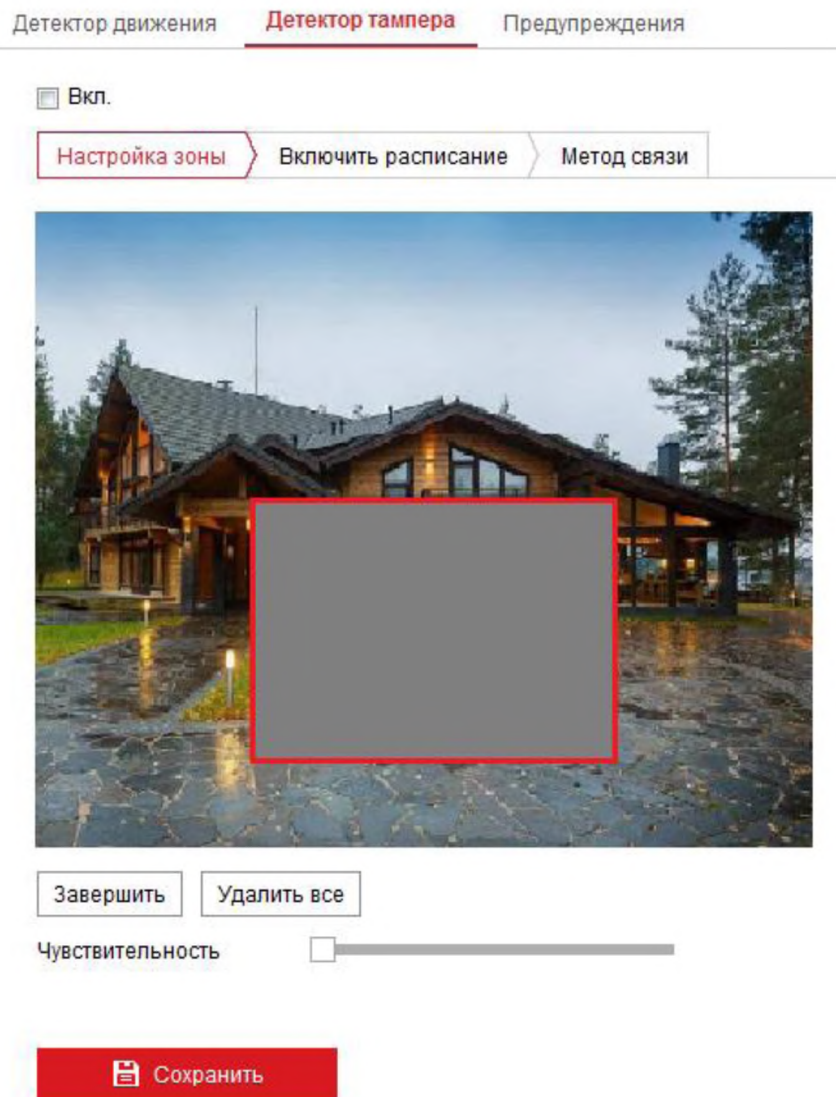 Детектор движения Детектор тампера Предупреждения
Вкл.
Настройка зоны Включить расписание Метод связи
Завершить Удалить все
Чувствительность
Сохранить